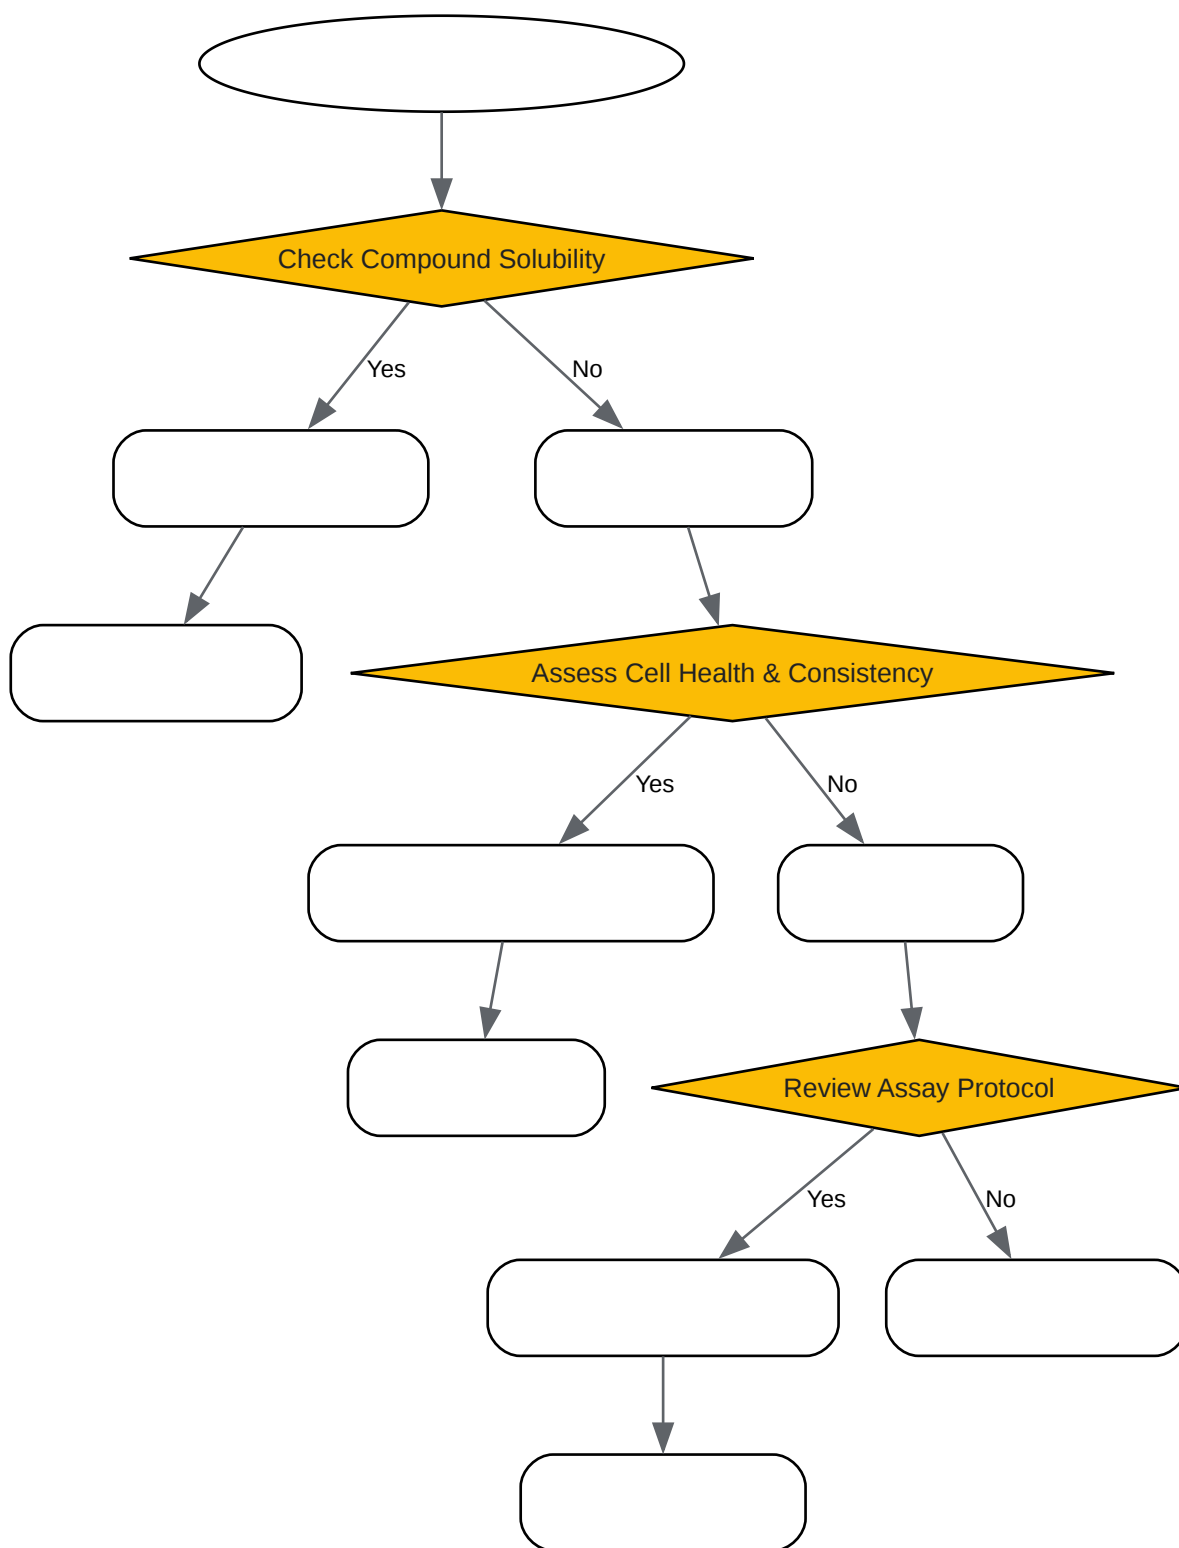 Check Compound Solubility
Yes
No
Assess Cell Health & Consistency
Yes
No
Review Assay Protocol
Yes
No